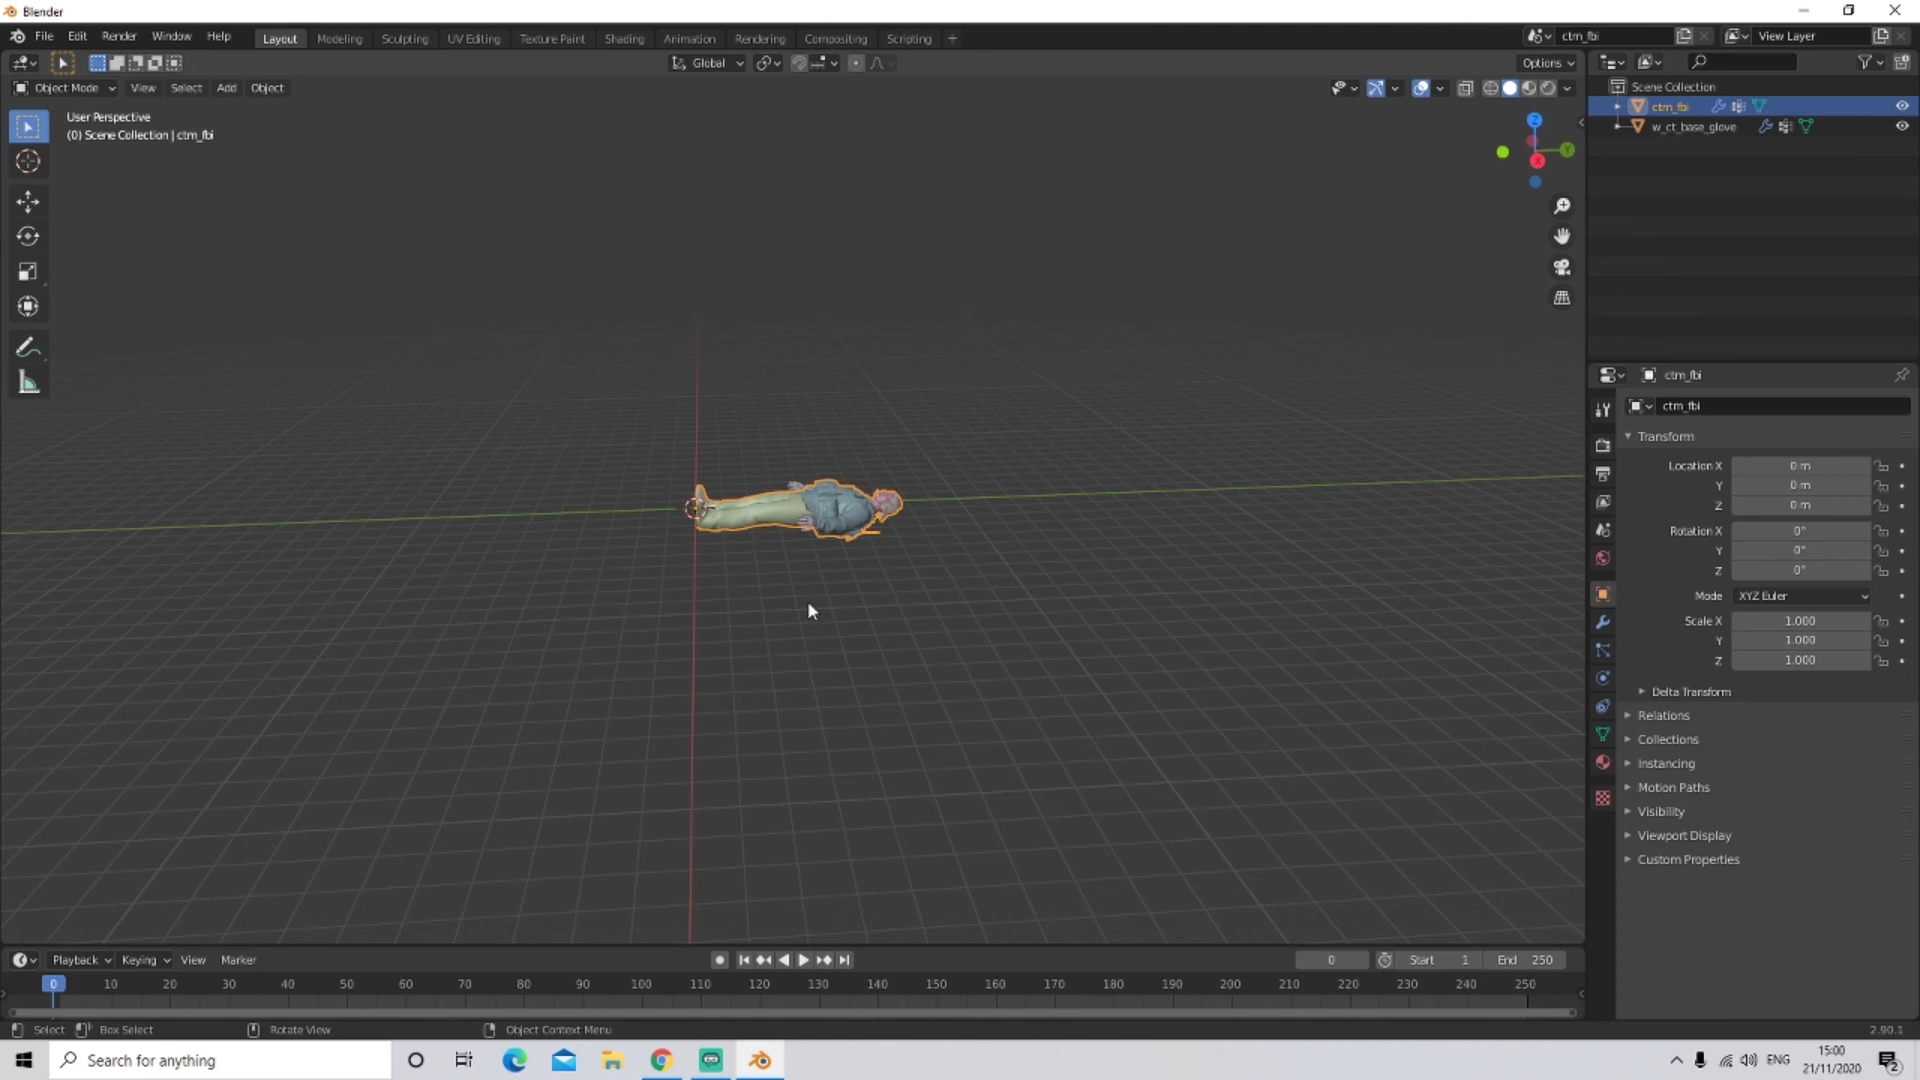 Blender
File Edit Render Window Help Layout Modeling Sculpting UV Editing Texture Paint Shading Animation Rendering Compositing Scripting + ctm_fbi View Layer
Global Options
Object Mode View Select Add Object
Scene Collection
ctm_fbi
w_ct_base_glove
User Perspective
(0) Scene Collection | ctm_fbi
Z
Y
X
ctm_fbi
ctm_fbi
Transform
Location X 0 m
Y 0 m
Z 0 m
Rotation X 0°
Y 0°
Z 0°
Mode XYZ Euler
Scale X 1.000
Y 1.000
Z 1.000
Delta Transform
Relations
Collections
Instancing
Motion Paths
Visibility
Viewport Display
Custom Properties
Playback Keying View Marker 0 Start 1 End 250
0 10 20 30 40 50 60 70 80 90 100 110 120 130 140 150 160 170 180 190 200 210 220 230 240 250
Select Box Select Rotate View Object Context Menu 2.90.1
Search for anything ENG 15:00
21/11/2020 2